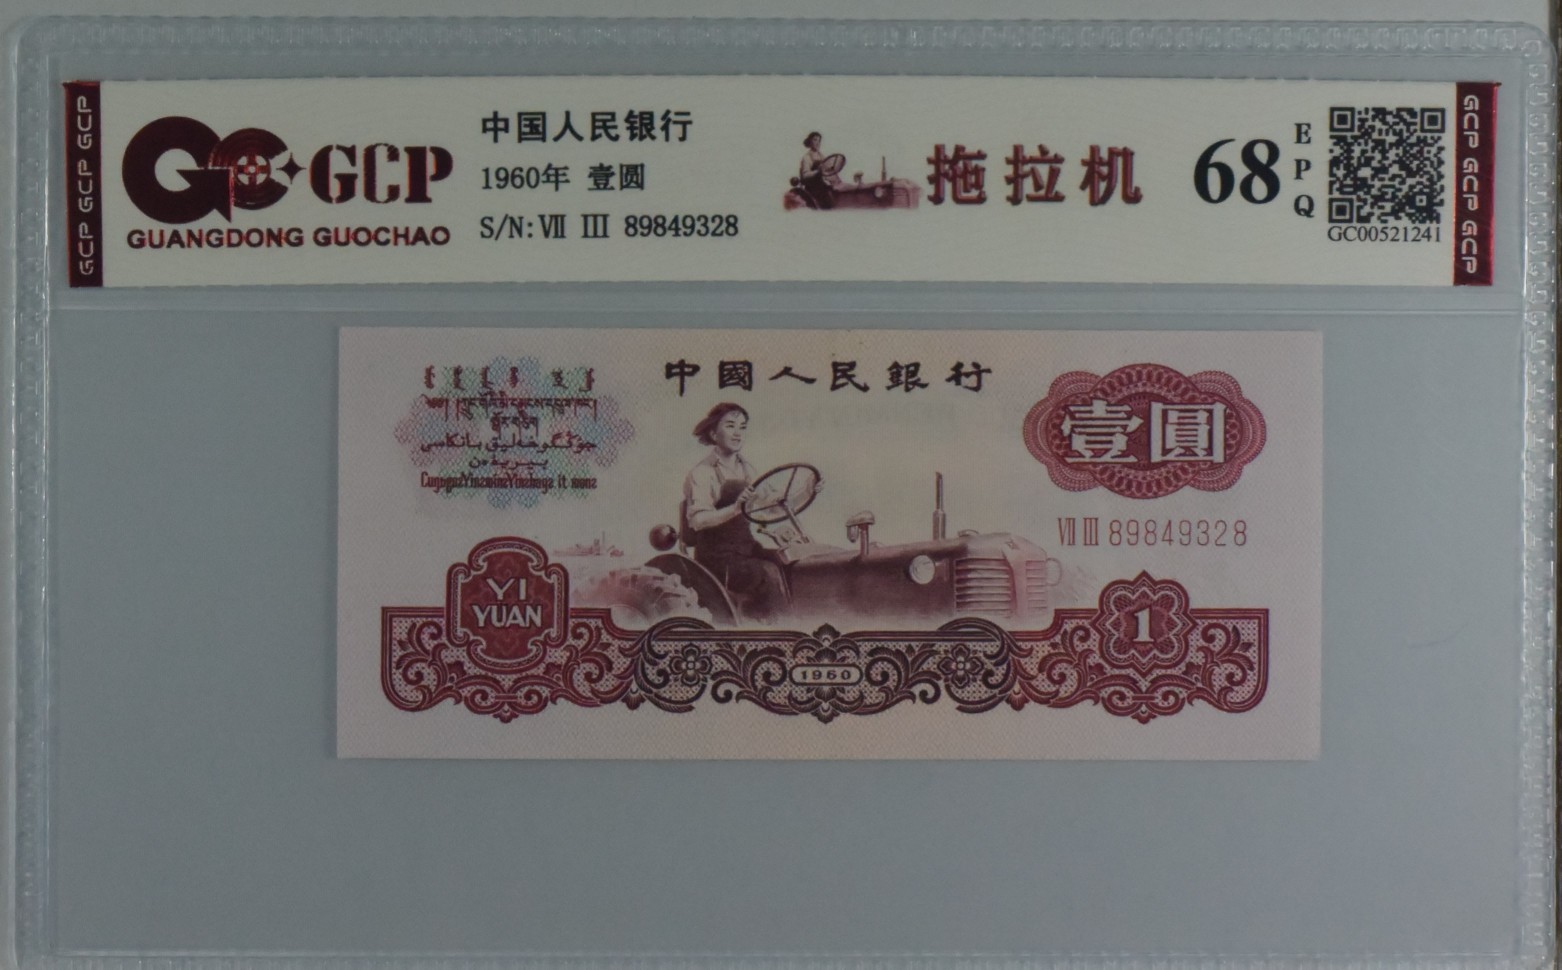 GCP GCP GCP
GCP
GUANGDONG GUOCHAO
中国人民银行
1960年 壹圆
S/N: Ⅶ Ⅲ 89849328
拖拉机
68
EPQ
GC00521241
GCP GCP GCP GCP
中國人民銀行
壹圓
Ⅶ Ⅲ 89849328
YI
YUAN
1960
1